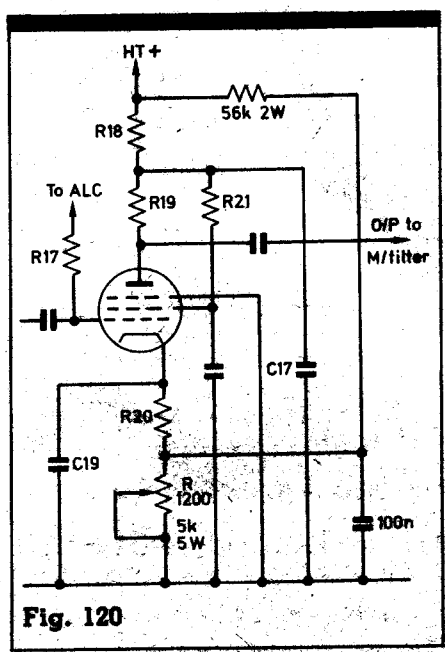 HT+
56k 2W
R18
To ALC
R19
R21
R17
O/P to
M/filter
C17
R20
C19
R
1200
5k
5W
100n
Fig. 120